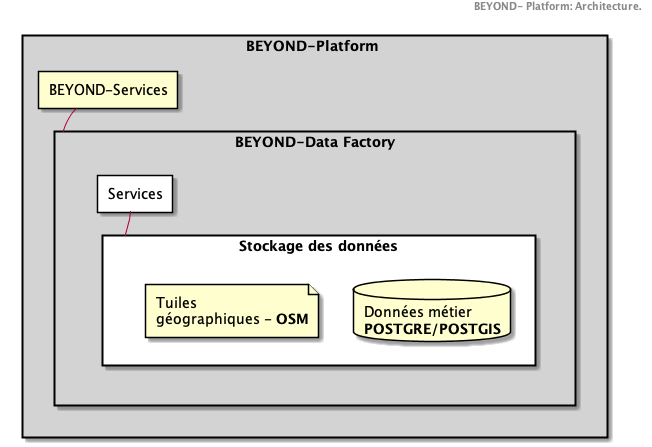 BEYOND- Platform: Architecture.
BEYOND-Platform
BEYOND-Services
BEYOND-Data Factory
Services
Stockage des données
Tuiles
géographiques - OSM
Données métier
POSTGRE/POSTGIS